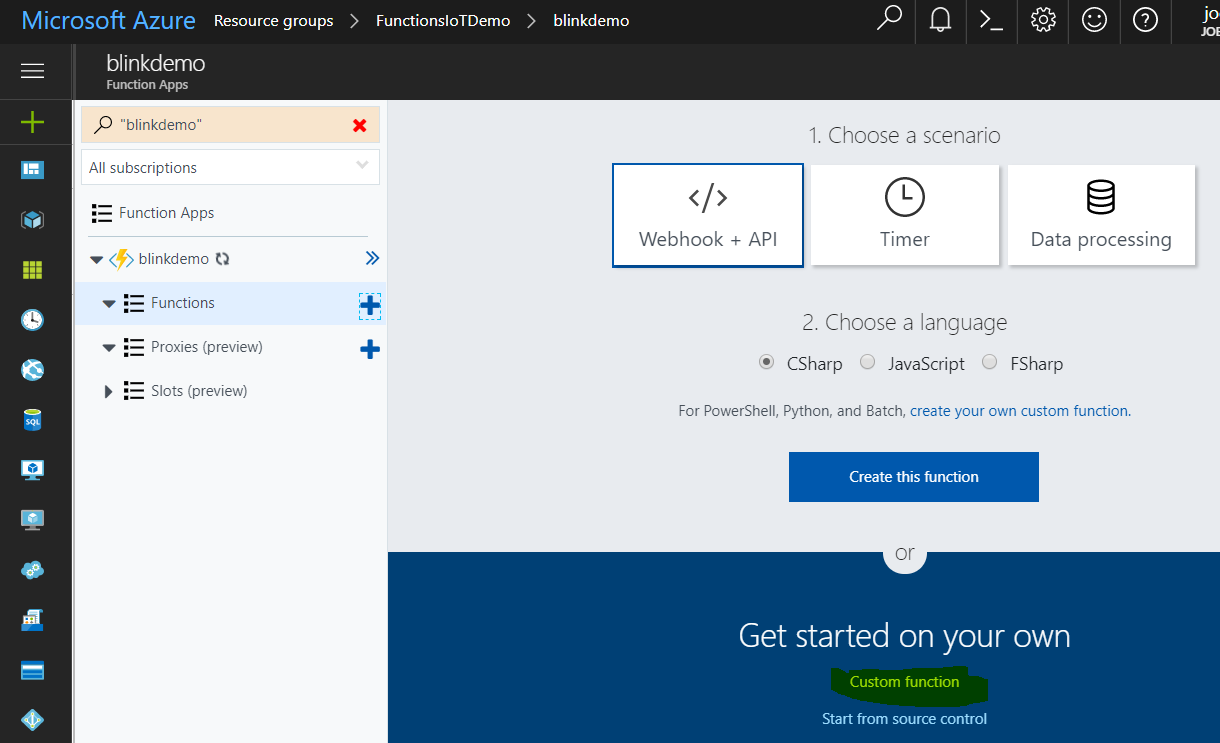 Microsoft Azure Resource groups > FunctionsIoTDemo > blinkdemo
blinkdemo
Function Apps
"blinkdemo"
All subscriptions
Function Apps
blinkdemo
Functions
Proxies (preview)
Slots (preview)
1. Choose a scenario
</> 
Webhook + API
Timer
Data processing
2. Choose a language
CSharp JavaScript FSharp
For PowerShell, Python, and Batch, create your own custom function.
Create this function
or
Get started on your own
Custom function
Start from source control
SQL